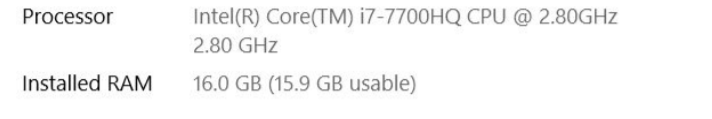 Processor Intel(R) Core(TM) i7-7700HQ CPU @ 2.80GHz
2.80 GHz
Installed RAM 16.0 GB (15.9 GB usable)